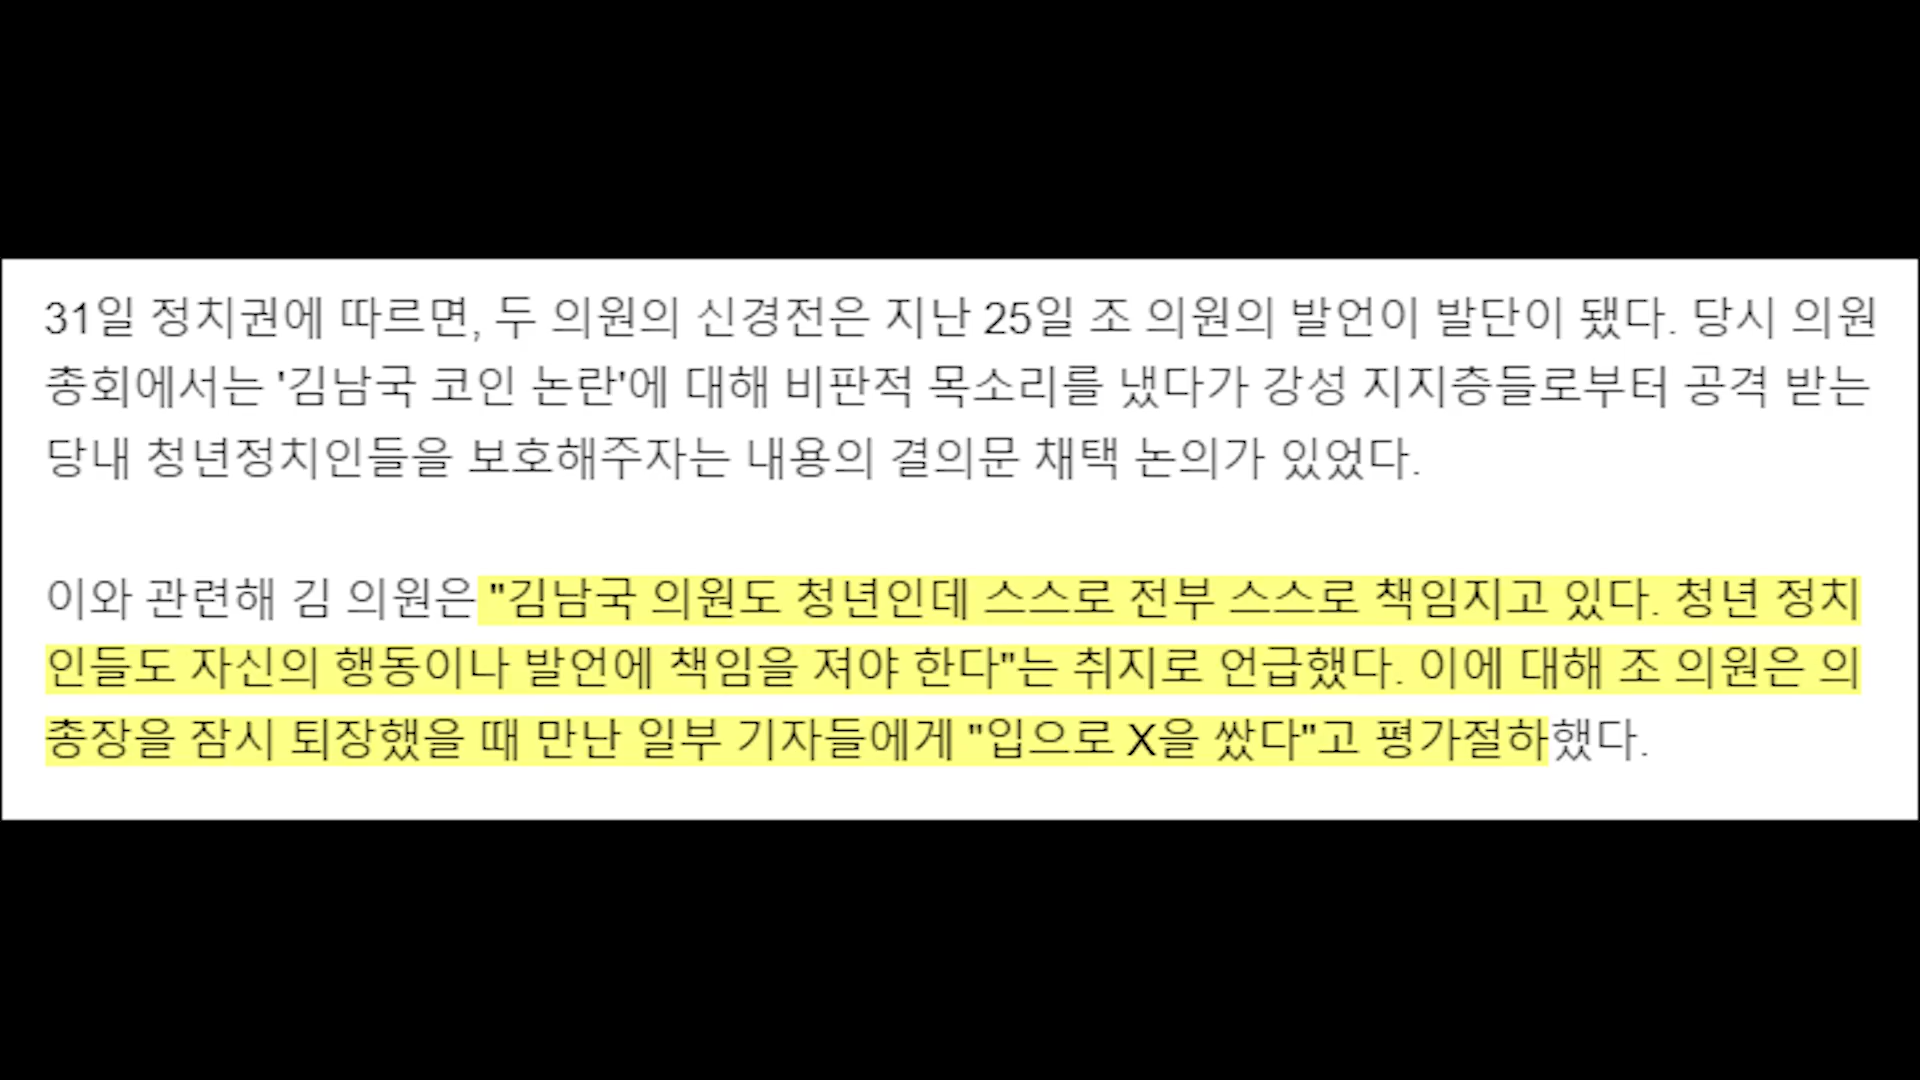 31일 정치권에 따르면, 두 의원의 신경전은 지난 25일 조 의원의 발언이 발단이 됐다. 당시 의원
총회에서는 '김남국 코인 논란'에 대해 비판적 목소리를 냈다가 강성 지지층들로부터 공격 받는
당내 청년정치인들을 보호해주자는 내용의 결의문 채택 논의가 있었다.
이와 관련해 김 의원은 "김남국 의원도 청년인데 스스로 전부 스스로 책임지고 있다. 청년 정치
인들도 자신의 행동이나 발언에 책임을 져야 한다"는 취지로 언급했다. 이에 대해 조 의원은 의
총장을 잠시 퇴장했을 때 만난 일부 기자들에게 "입으로 X을 쌌다"고 평가절하했다.